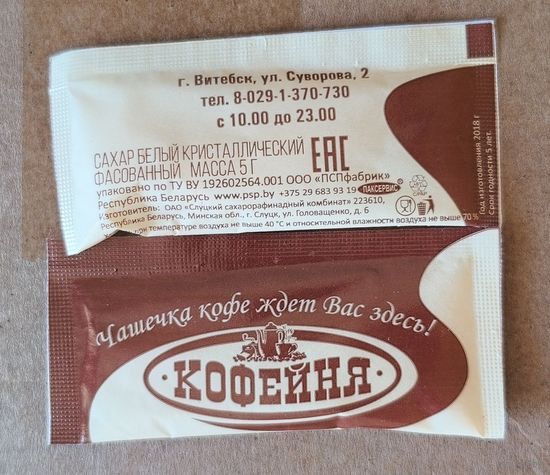 г. Витебск, ул. Суворова, 2
тел. 8-029-1-370-730
с 10.00 до 23.00
САХАР БЕЛЫЙ КРИСТАЛЛИЧЕСКИЙ
ФАСОВАННЫЙ МАССА 5 Г
EAC
упаковано по ТУ BY 192602564.001 ООО «ПСПфабрик»
Республика Беларусь www.psp.by +375 29 683 93 19 ПАКСЕРВИС
Изготовитель: ОАО «Слуцкий сахарорафинадный комбинат» 223610,
Республика Беларусь, Минская обл., г. Слуцк, ул. Головащенко, д. 6
при температуре воздуха не выше 40 °С и относительной влажности воздуха не выше 70 %
Год изготовления 2018 г
Срок годности 5 лет.
Чашечка кофе ждет Вас здесь!
· КОФЕЙНЯ ·